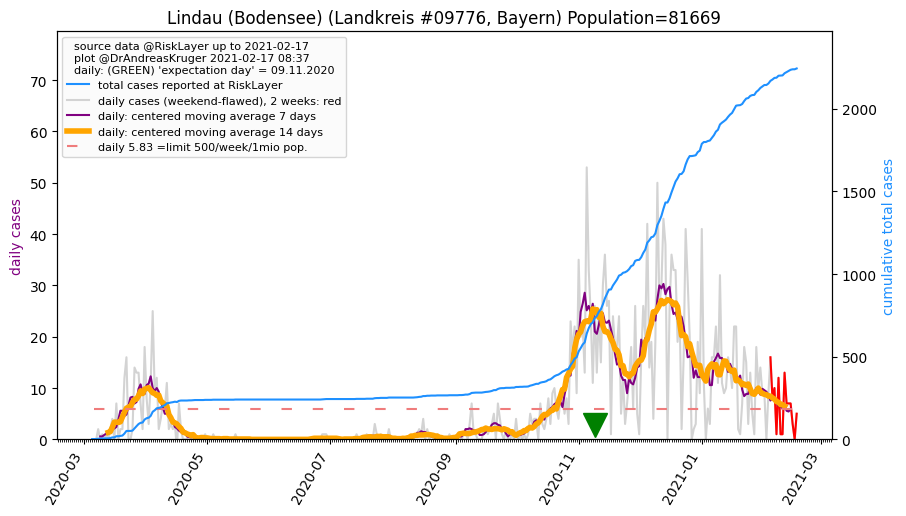 Lindau (Bodensee) (Landkreis #09776, Bayern) Population=81669
source data @RiskLayer up to 2021-02-17
plot @DrAndreasKruger 2021-02-17 08:37
daily: (GREEN) 'expectation day' = 09.11.2020
total cases reported at RiskLayer
daily cases (weekend-flawed), 2 weeks: red
daily: centered moving average 7 days
daily: centered moving average 14 days
daily 5.83 =limit 500/week/1mio pop.
daily cases
70
60
50
40
30
20
10
0
cumulative total cases
2000
1500
1000
500
0
2020-03
2020-05
2020-07
2020-09
2020-11
2021-01
2021-03